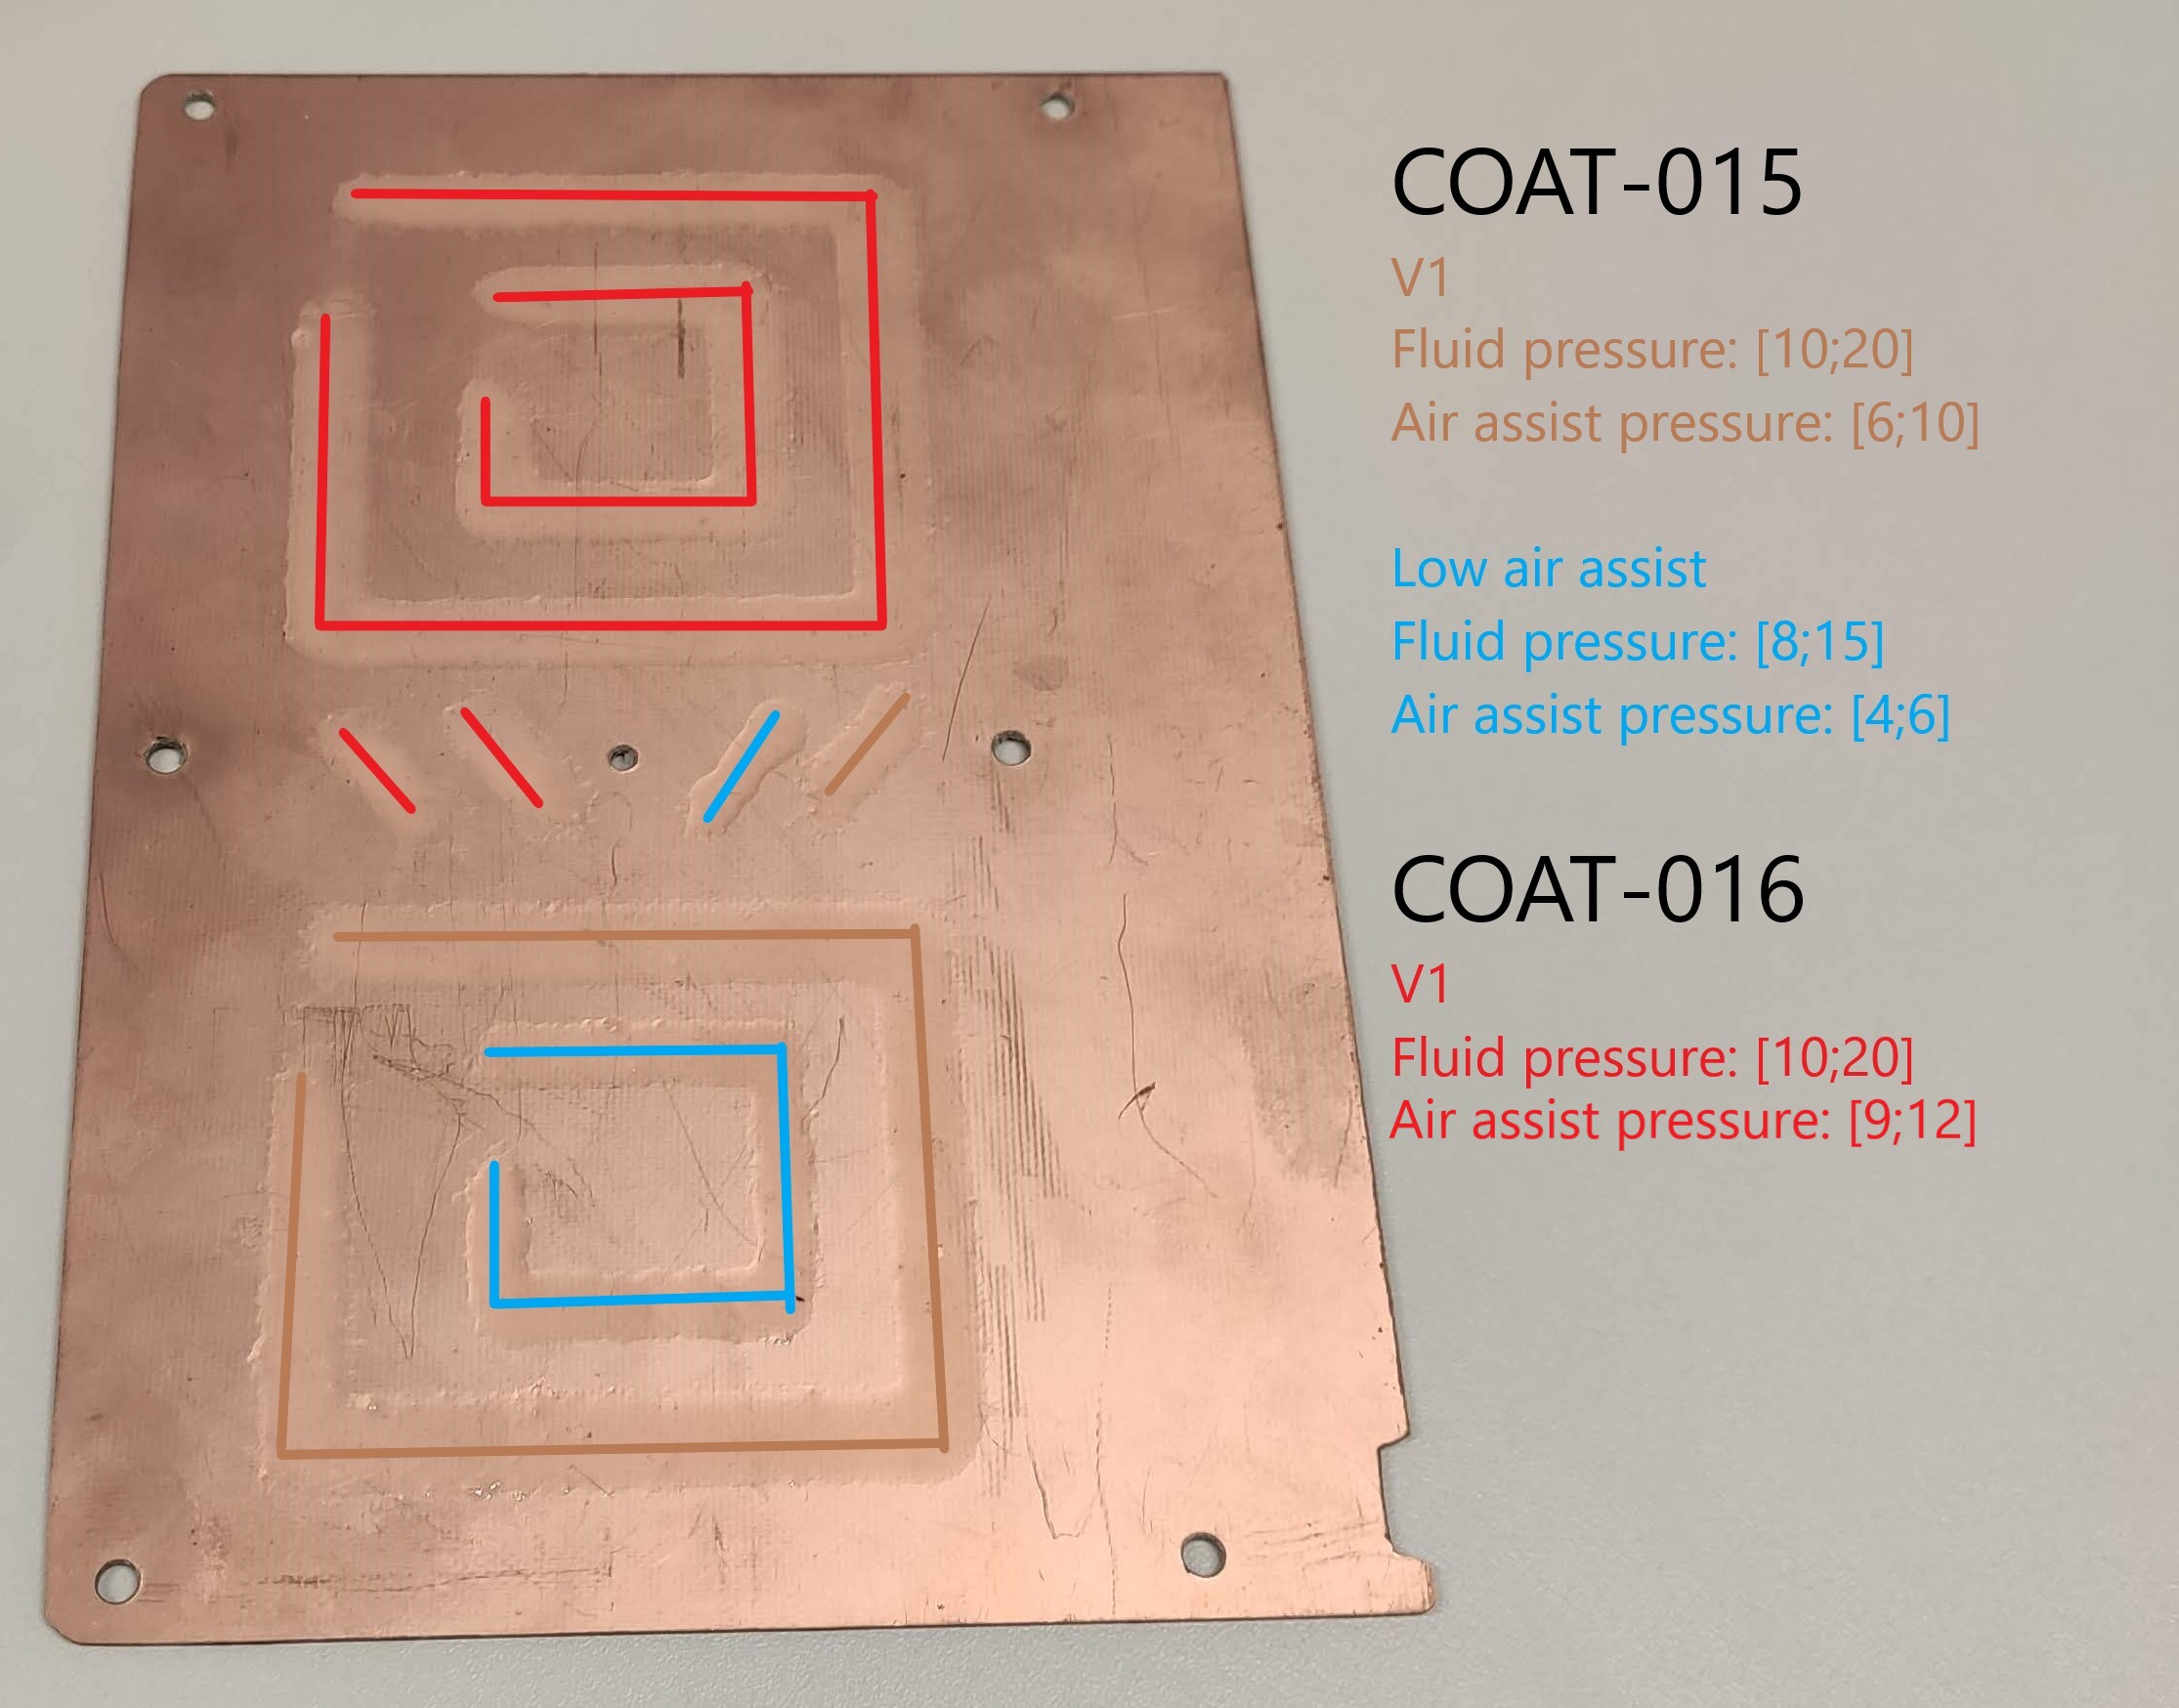 COAT-015
V1
Fluid pressure: [10;20]
Air assist pressure: [6;10]
Low air assist
Fluid pressure: [8;15]
Air assist pressure: [4;6]
COAT-016
V1
Fluid pressure: [10;20]
Air assist pressure: [9;12]